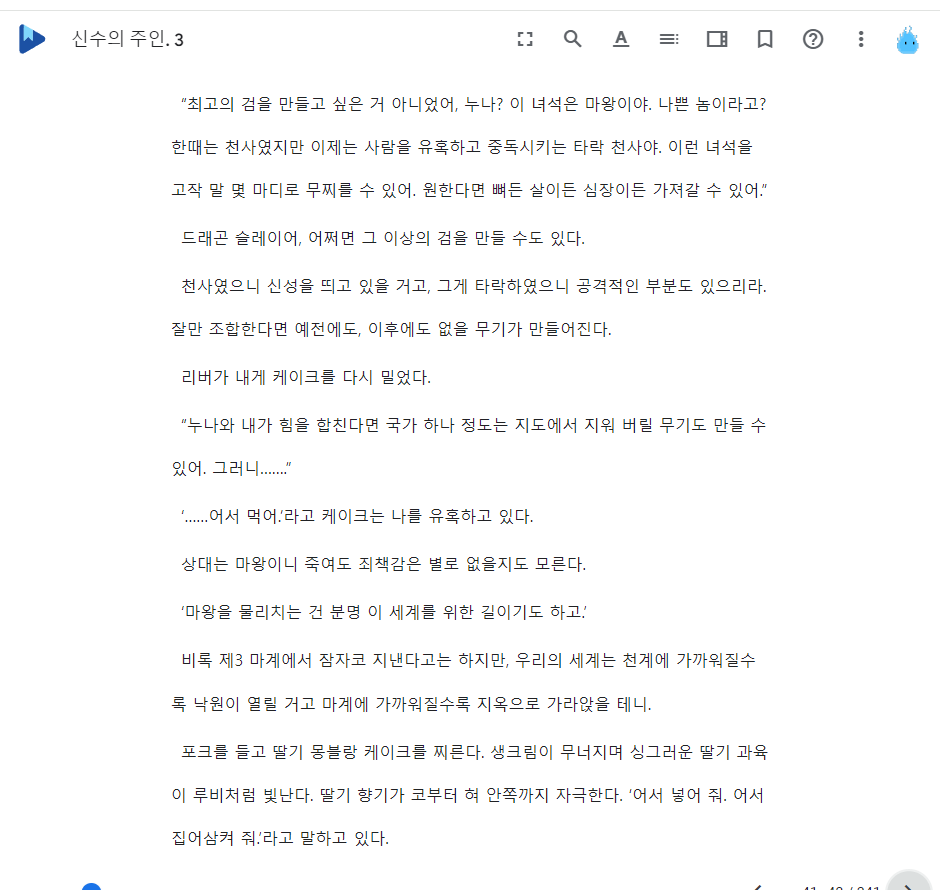 신수의 주인. 3
“최고의 검을 만들고 싶은 거 아니었어, 누나? 이 녀석은 마왕이야. 나쁜 놈이라고?
한때는 천사였지만 이제는 사람을 유혹하고 중독시키는 타락 천사야. 이런 녀석을
고작 말 몇 마디로 무찌를 수 있어. 원한다면 뼈든 살이든 심장이든 가져갈 수 있어.”
드래곤 슬레이어, 어쩌면 그 이상의 검을 만들 수도 있다.
천사였으니 신성을 띄고 있을 거고, 그게 타락하였으니 공격적인 부분도 있으리라.
잘만 조합한다면 예전에도, 이후에도 없을 무기가 만들어진다.
리버가 내게 케이크를 다시 밀었다.
“누나와 내가 힘을 합친다면 국가 하나 정도는 지도에서 지워 버릴 무기도 만들 수
있어. 그러니…….”
‘……어서 먹어.’라고 케이크는 나를 유혹하고 있다.
상대는 마왕이니 죽여도 죄책감은 별로 없을지도 모른다.
‘마왕을 물리치는 건 분명 이 세계를 위한 길이기도 하고.’
비록 제3 마계에서 잠자코 지낸다고는 하지만, 우리의 세계는 천계에 가까워질수
록 낙원이 열릴 거고 마계에 가까워질수록 지옥으로 가라앉을 테니.
포크를 들고 딸기 몽블랑 케이크를 찌른다. 생크림이 무너지며 싱그러운 딸기 과육
이 루비처럼 빛난다. 딸기 향기가 코부터 혀 안쪽까지 자극한다. ‘어서 넣어 줘. 어서
집어삼켜 줘.’라고 말하고 있다.